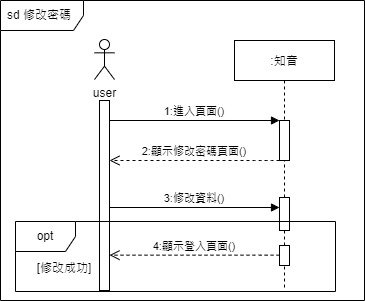 sd 修改密碼
:知音
user
1:進入頁面()
2:顯示修改密碼頁面()
3:修改資料()
opt
4:顯示登入頁面()
[修改成功]